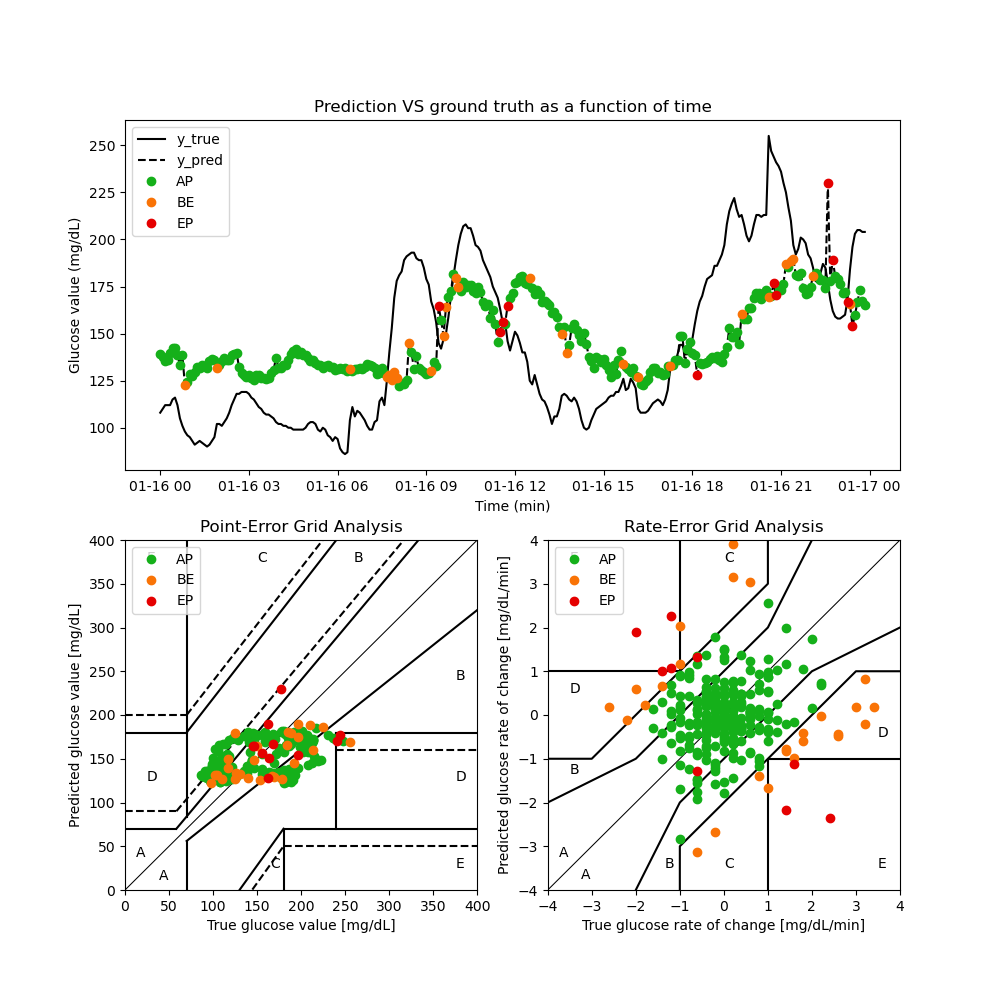 Prediction VS ground truth as a function of time
Glucose value (mg/dL)
250
225
200
175
150
125
100
y_true
y_pred
AP
BE
EP
01-16 00 01-16 03 01-16 06 01-16 09 01-16 12 01-16 15 01-16 18 01-16 21 01-17 00
Time (min)
Point-Error Grid Analysis
Predicted glucose value [mg/dL]
400
350
300
250
200
150
100
50
0
AP
BE
EP
C
B
B
D
D
A
A
C
E
0 50 100 150 200 250 300 350 400
True glucose value [mg/dL]
Rate-Error Grid Analysis
Predicted glucose rate of change [mg/dL/min]
4
3
2
1
0
−1
−2
−3
−4
AP
BE
EP
C
D
D
B
A
A
B
C
E
−4 −3 −2 −1 0 1 2 3 4
True glucose rate of change [mg/dL/min]